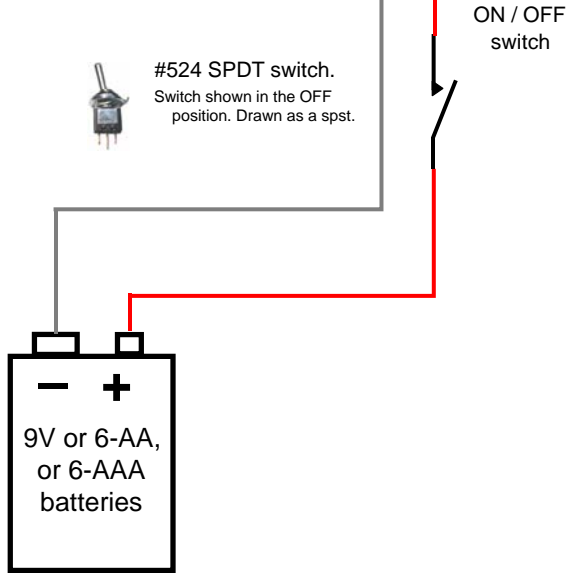 ON / OFF
switch
#524 SPDT switch.
Switch shown in the OFF
position. Drawn as a spst.
− +
9V or 6-AA,
or 6-AAA
batteries